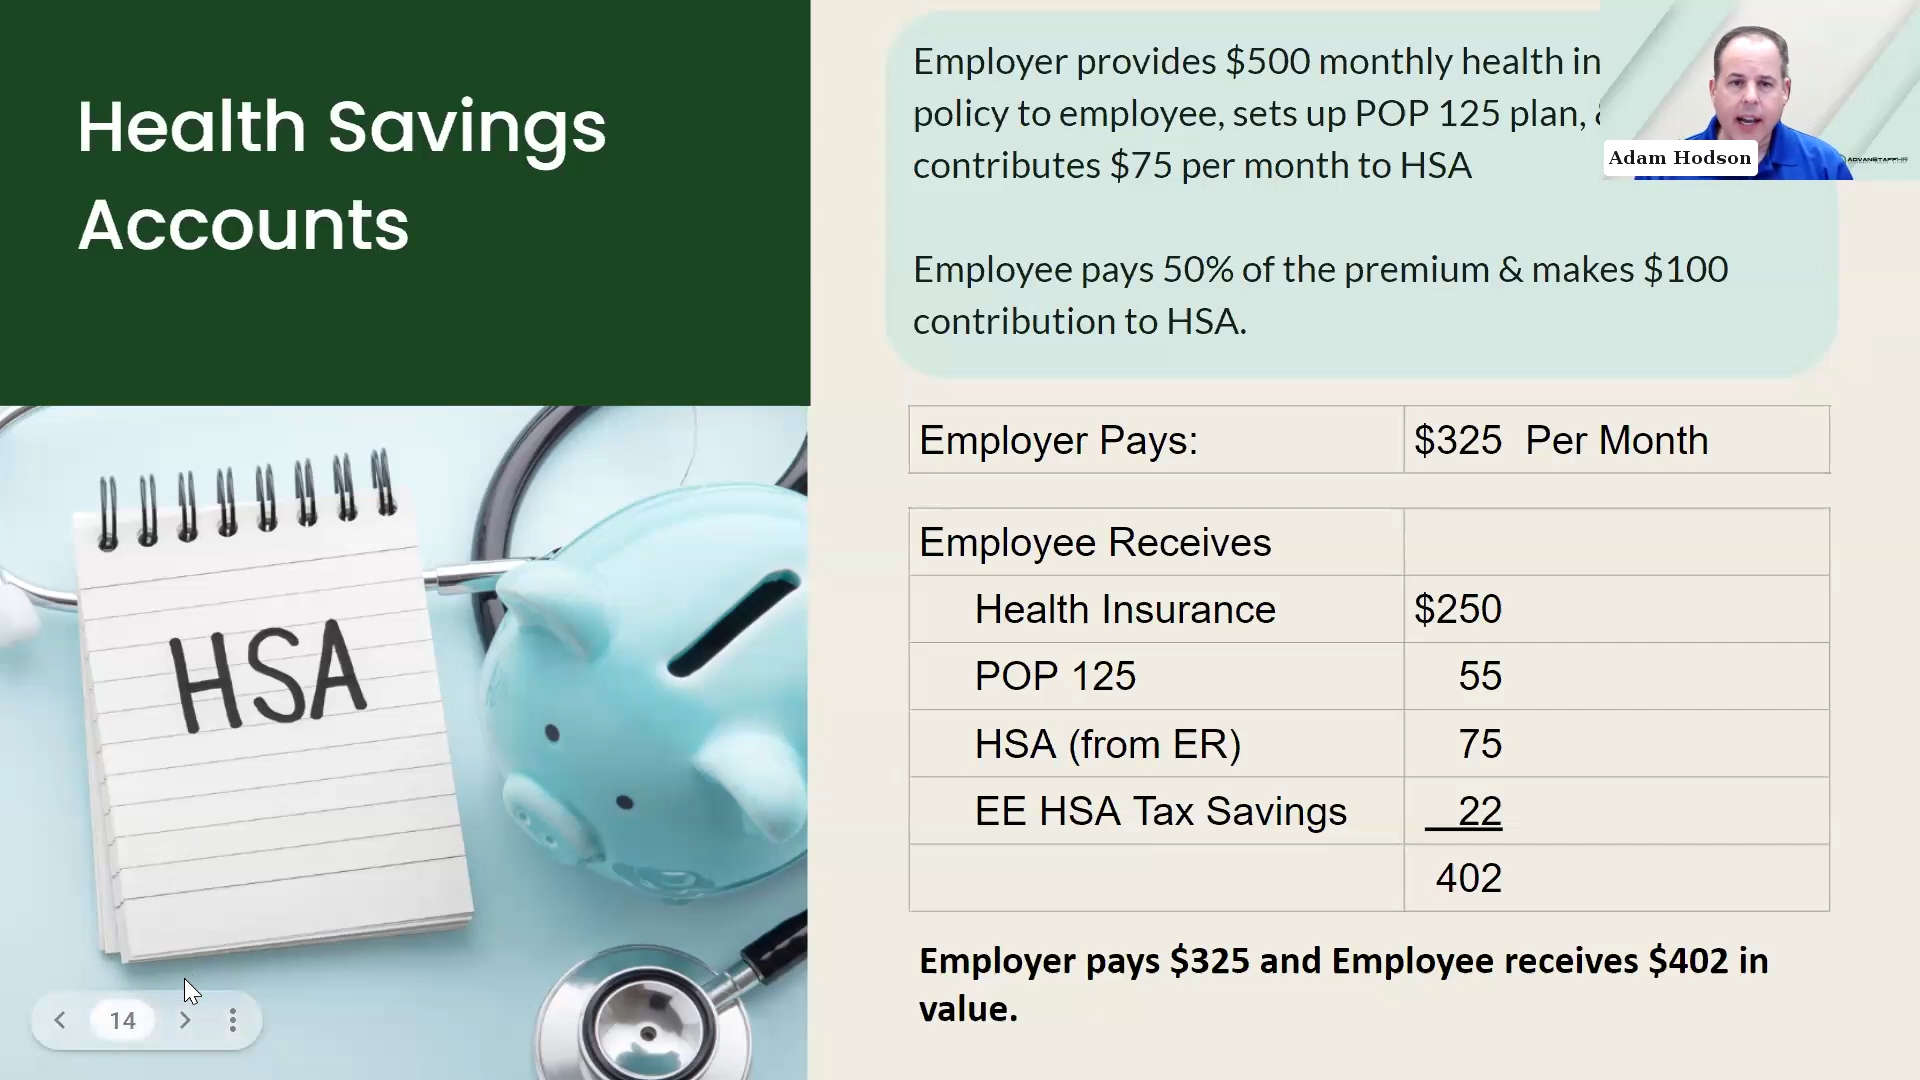 Health Savings
Accounts
Employer provides $500 monthly health in
policy to employee, sets up POP 125 plan,
contributes $75 per month to HSA
Employee pays 50% of the premium & makes $100
contribution to HSA.
Adam Hodson
ADVANSTAFFHR
Employer Pays: $325 Per Month
Employee Receives
Health Insurance $250
POP 125 55
HSA (from ER) 75
EE HSA Tax Savings 22
402
Employer pays $325 and Employee receives $402 in
value.
HSA
14